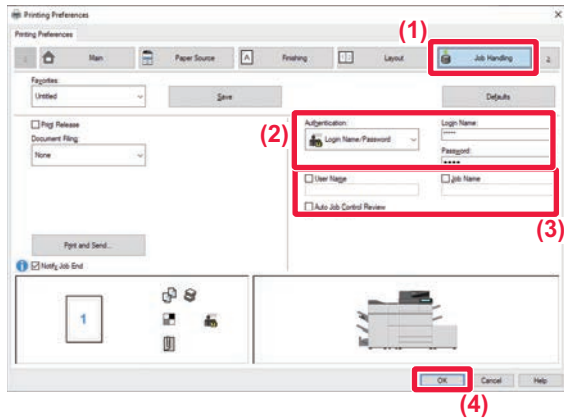 Printing Preferences
(1)
Printing Preferences
Main Paper Source Finishing Layout Job Handling
Favorites:
Untitled Save Defaults
Print Release
Document Filing:
None
(2)
Authentication:
Login Name/Password
Login Name:
*****
Password:
••••
User Name Job Name
Auto Job Control Review
(3)
Print and Send...
Notify Job End
1
OK Cancel Help
(4)